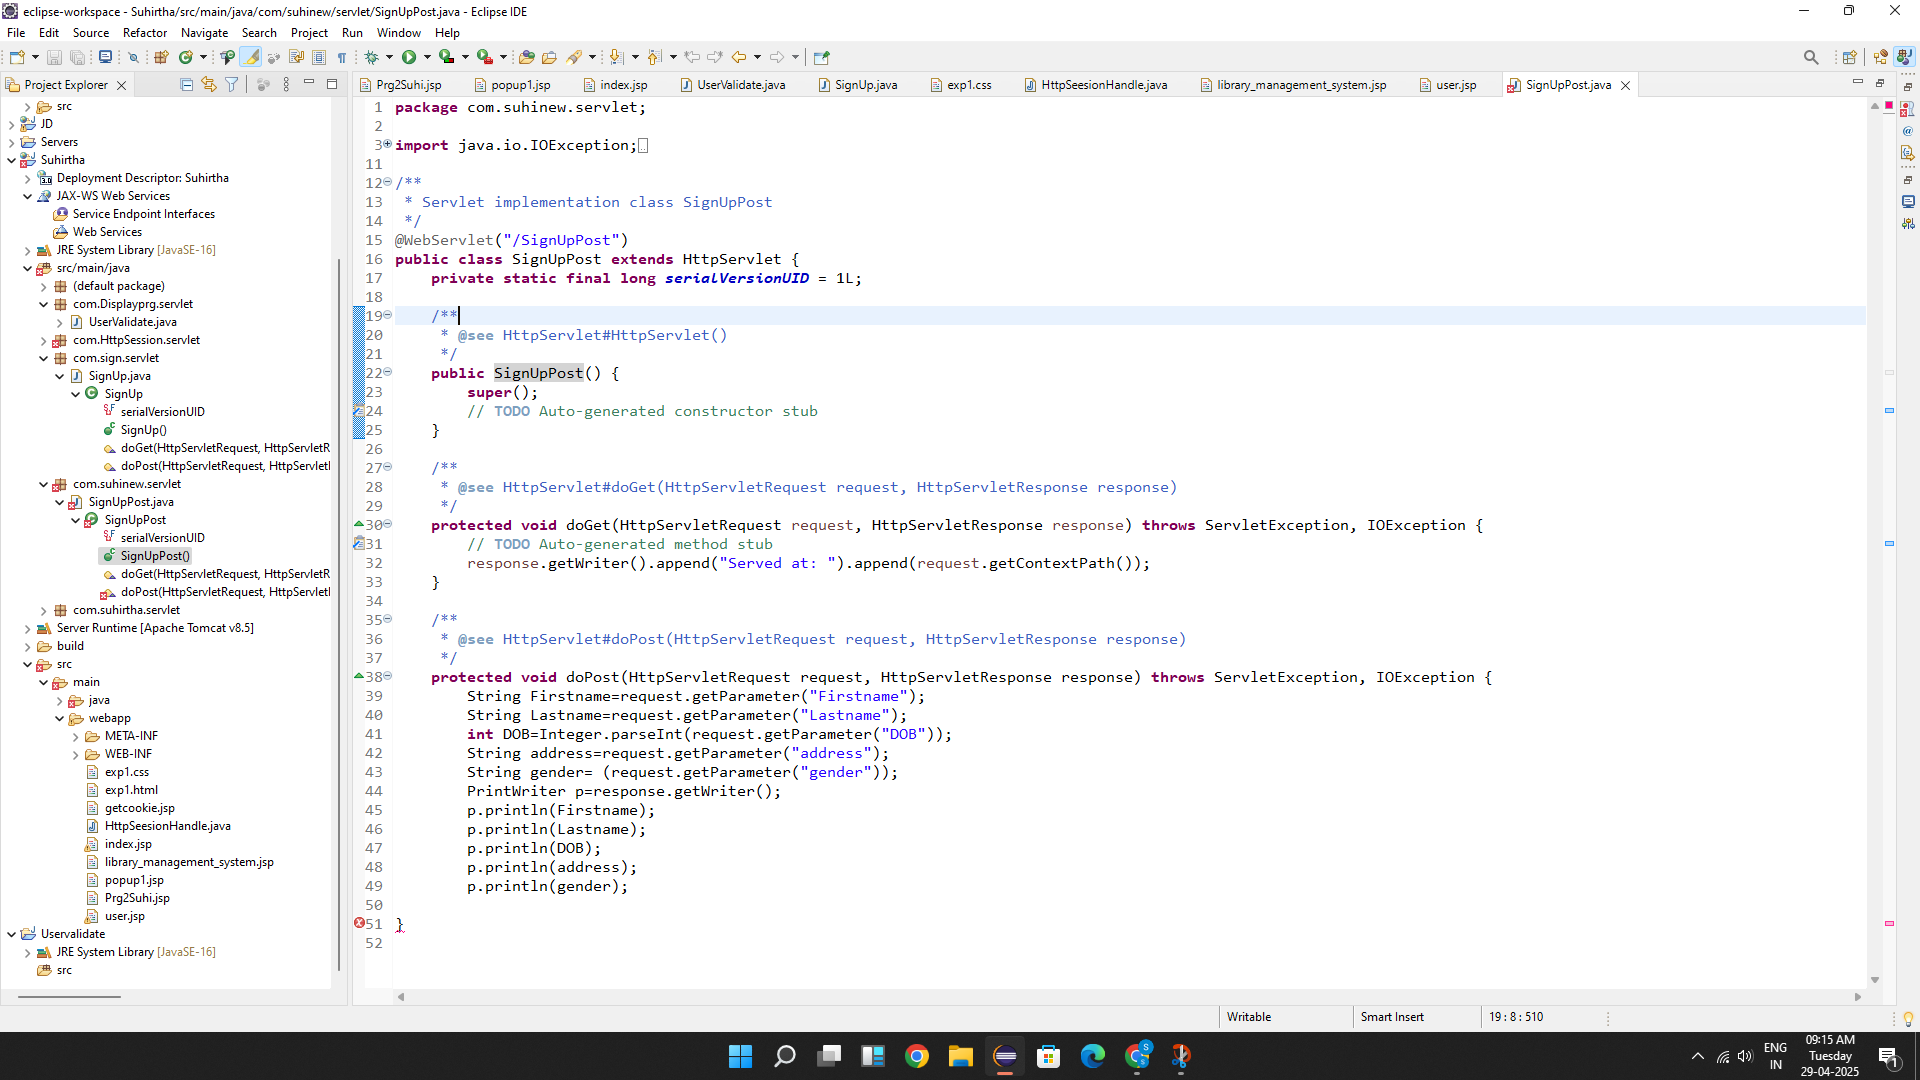 eclipse-workspace - Suhirtha/src/main/java/com/suhinew/servlet/SignUpPost.java - Eclipse IDE
File Edit Source Refactor Navigate Search Project Run Window Help
Project Explorer
Prg2Suhi.jsp popup1.jsp index.jsp UserValidate.java SignUp.java exp1.css HttpSeesionHandle.java library_management_system.jsp user.jsp SignUpPost.java
src
JD
Servers
Suhirtha
Deployment Descriptor: Suhirtha
JAX-WS Web Services
Service Endpoint Interfaces
Web Services
JRE System Library [JavaSE-16]
src/main/java
(default package)
com.Displayprg.servlet
UserValidate.java
com.HttpSession.servlet
com.sign.servlet
SignUp.java
SignUp
serialVersionUID
SignUp()
doGet(HttpServletRequest, HttpServletR
doPost(HttpServletRequest, HttpServletI
com.suhinew.servlet
SignUpPost.java
SignUpPost
serialVersionUID
SignUpPost()
doGet(HttpServletRequest, HttpServletR
doPost(HttpServletRequest, HttpServletI
com.suhirtha.servlet
Server Runtime [Apache Tomcat v8.5]
build
src
main
java
webapp
META-INF
WEB-INF
exp1.css
exp1.html
getcookie.jsp
HttpSeesionHandle.java
index.jsp
library_management_system.jsp
popup1.jsp
Prg2Suhi.jsp
user.jsp
Uservalidate
JRE System Library [JavaSE-16]
src
1 package com.suhinew.servlet;
2
3 import java.io.IOException;
11
12 /**
13 * Servlet implementation class SignUpPost
14 */
15 @WebServlet("/SignUpPost")
16 public class SignUpPost extends HttpServlet {
17 private static final long serialVersionUID = 1L;
18
19 /**
20 * @see HttpServlet#HttpServlet()
21 */
22 public SignUpPost() {
23 super();
24 // TODO Auto-generated constructor stub
25 }
26
27 /**
28 * @see HttpServlet#doGet(HttpServletRequest request, HttpServletResponse response)
29 */
30 protected void doGet(HttpServletRequest request, HttpServletResponse response) throws ServletException, IOException {
31 // TODO Auto-generated method stub
32 response.getWriter().append("Served at: ").append(request.getContextPath());
33 }
34
35 /**
36 * @see HttpServlet#doPost(HttpServletRequest request, HttpServletResponse response)
37 */
38 protected void doPost(HttpServletRequest request, HttpServletResponse response) throws ServletException, IOException {
39 String Firstname=request.getParameter("Firstname");
40 String Lastname=request.getParameter("Lastname");
41 int DOB=Integer.parseInt(request.getParameter("DOB"));
42 String address=request.getParameter("address");
43 String gender= (request.getParameter("gender"));
44 PrintWriter p=response.getWriter();
45 p.println(Firstname);
46 p.println(Lastname);
47 p.println(DOB);
48 p.println(address);
49 p.println(gender);
50
51 }
52
Writable Smart Insert 19 : 8 : 510
ENG
IN
09:15 AM
Tuesday
29-04-2025
1